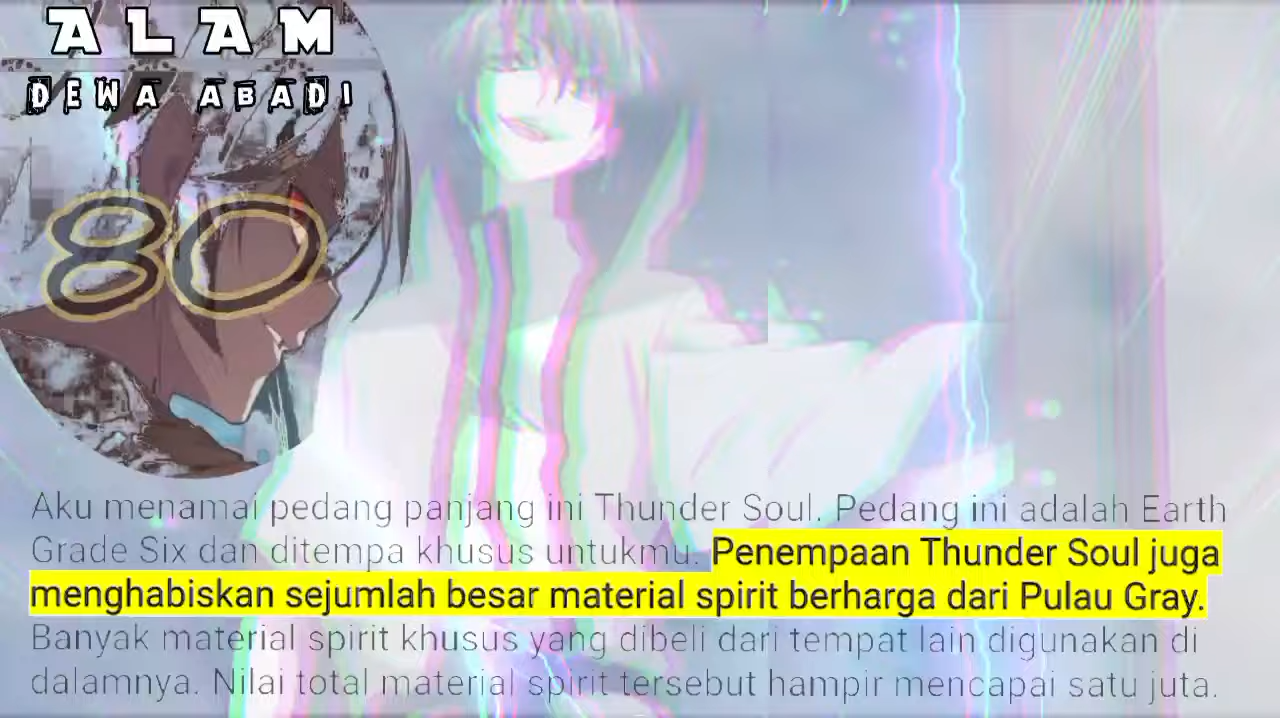 ALAM
DEWA ABADI
80
Aku menamai pedang panjang ini Thunder Soul. Pedang ini adalah Earth
Grade Six dan ditempa khusus untukmu. Penempaan Thunder Soul juga
menghabiskan sejumlah besar material spirit berharga dari Pulau Gray.
Banyak material spirit khusus yang dibeli dari tempat lain digunakan di
dalamnya. Nilai total material spirit tersebut hampir mencapai satu juta.